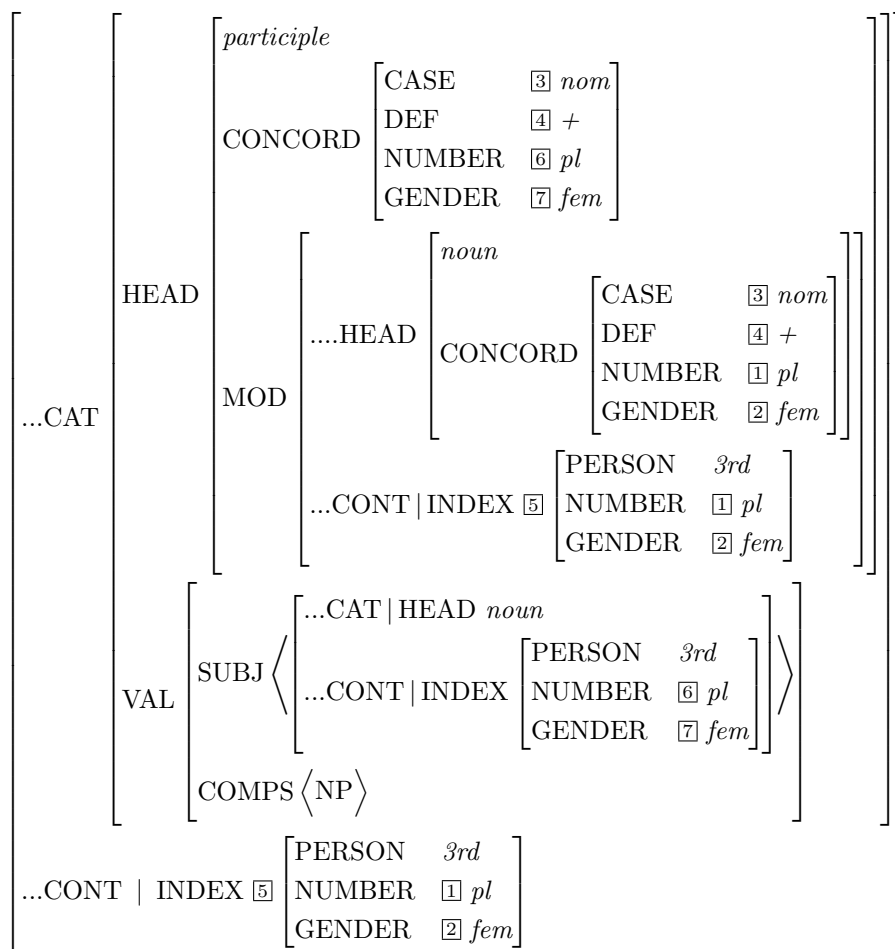 participle
CASE 3 nom
DEF 4 +
CONCORD
NUMBER 6 pl
GENDER 7 fem
noun
HEAD
CASE 3 nom
....HEAD
DEF 4 +
CONCORD
NUMBER 1 pl
MOD
GENDER 2 fem
...CAT
PERSON 3rd
...CONT | INDEX 5 NUMBER 1 pl
GENDER 2 fem
...CAT | HEAD noun
PERSON 3rd
SUBJ
...CONT | INDEX NUMBER 6 pl
VAL
GENDER 7 fem
COMPS ⟨NP⟩
PERSON 3rd
...CONT | INDEX 5 NUMBER 1 pl
GENDER 2 fem